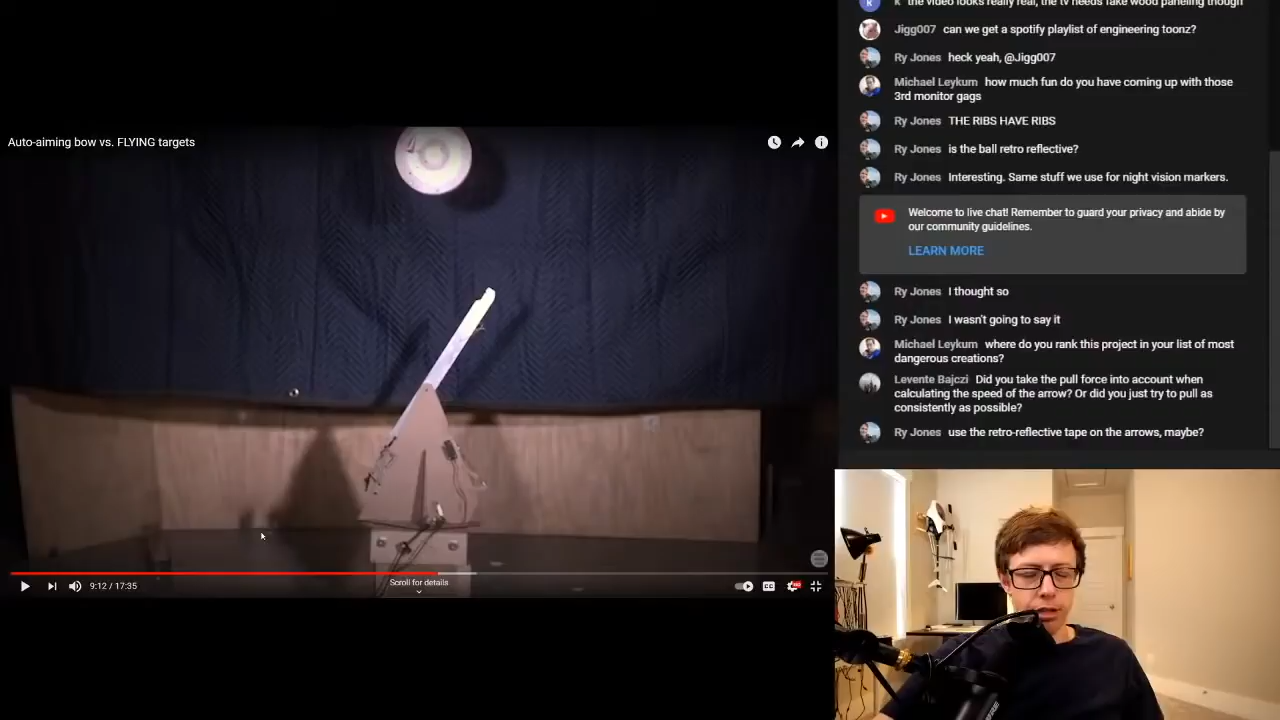 Auto-aiming bow vs. FLYING targets
9:12 / 17:35
Scroll for details
CC
HD
K the video looks really real, the tv needs fake wood paneling though
Jigg007 can we get a spotify playlist of engineering toonz?
Ry Jones heck yeah, @Jigg007
Michael Leykum how much fun do you have coming up with those
3rd monitor gags
Ry Jones THE RIBS HAVE RIBS
Ry Jones is the ball retro reflective?
Ry Jones Interesting. Same stuff we use for night vision markers.
Welcome to live chat! Remember to guard your privacy and abide by
our community guidelines.
LEARN MORE
Ry Jones I thought so
Ry Jones I wasn't going to say it
Michael Leykum where do you rank this project in your list of most
dangerous creations?
Levente Bajczi Did you take the pull force into account when
calculating the speed of the arrow? Or did you just try to pull as
consistently as possible?
Ry Jones use the retro-reflective tape on the arrows, maybe?